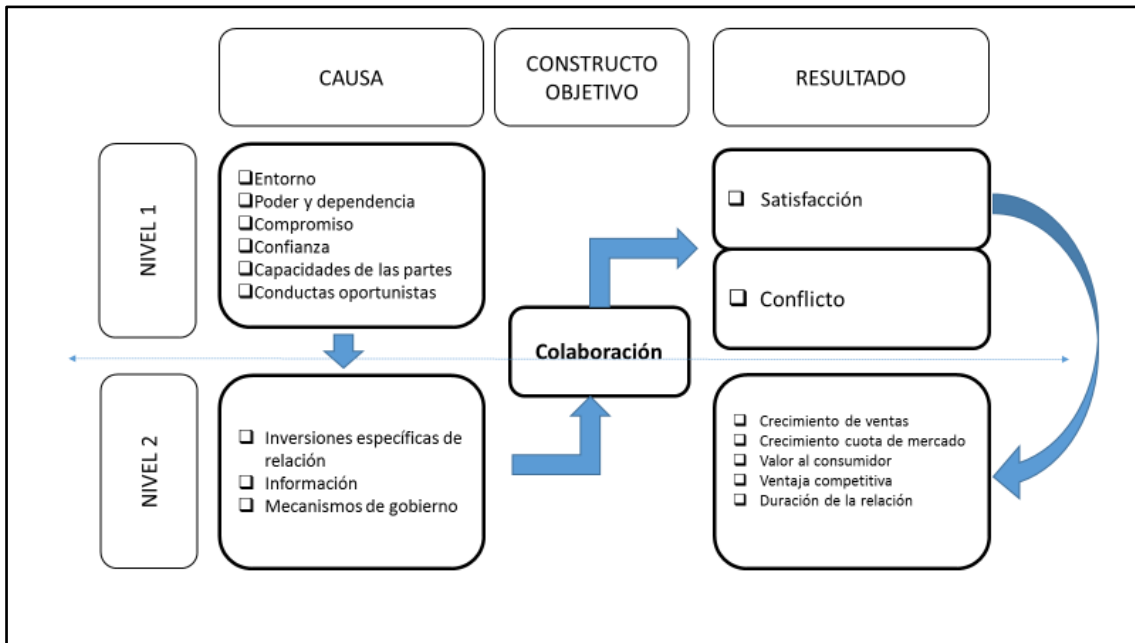 CAUSA
CONSTRUCTO
OBJETIVO
RESULTADO
NIVEL 1
Entorno
Poder y dependencia
Compromiso
Confianza
Capacidades de las partes
Conductas oportunistas
Satisfacción
Conflicto
Colaboración
NIVEL 2
Inversiones específicas de
relación
Información
Mecanismos de gobierno
Crecimiento de ventas
Crecimiento cuota de mercado
Valor al consumidor
Ventaja competitiva
Duración de la relación